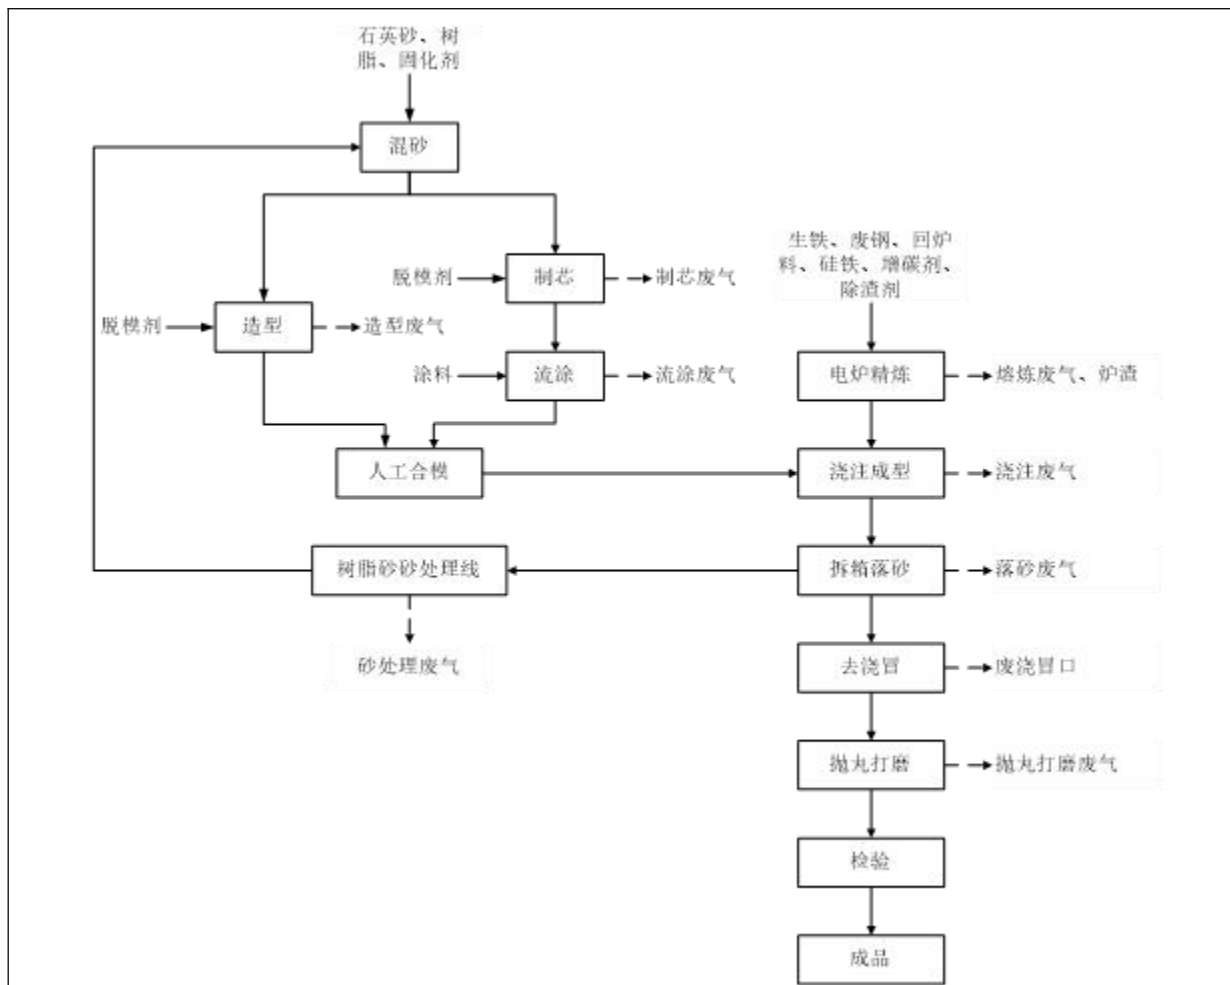 石英砂、树
脂、固化剂
混砂
生铁、废钢、回炉
料、硅铁、增碳剂、
除渣剂
脱模剂
制芯
制芯废气
脱模剂
造型
造型废气
涂料
流涂
流涂废气
电炉精炼
熔炼废气、炉渣
人工合模
浇注成型
浇注废气
树脂砂砂处理线
拆箱落砂
落砂废气
砂处理废气
去浇冒
废浇冒口
抛丸打磨
抛丸打磨废气
检验
成品